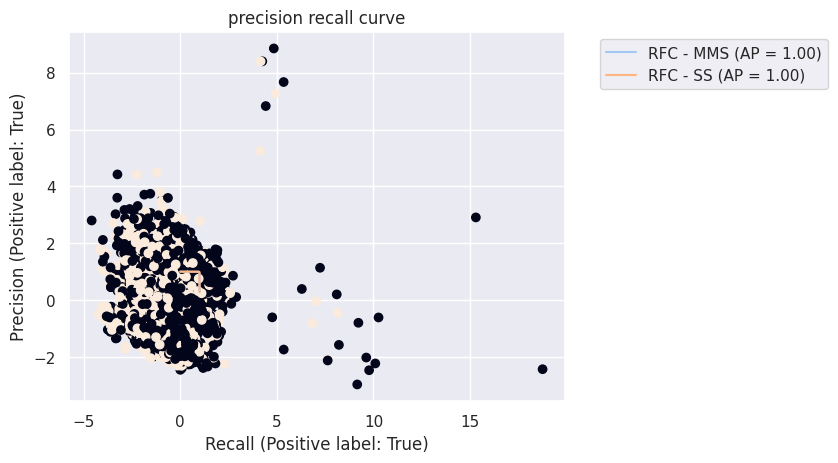 precision recall curve
RFC - MMS (AP = 1.00)
RFC - SS (AP = 1.00)
Precision (Positive label: True)
8
6
4
2
0
−2
−5
0
5
10
15
Recall (Positive label: True)